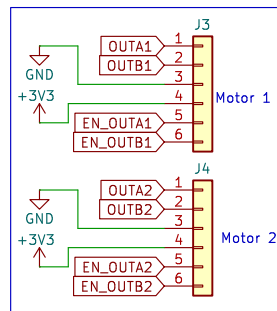 J3
OUTA1 1
OUTB1 2
3
GND
+3V3
4
Motor 1
EN_OUTA1 5
EN_OUTB1 6
J4
OUTA2 1
OUTB2 2
3
GND
+3V3
4
Motor 2
EN_OUTA2 5
EN_OUTB2 6